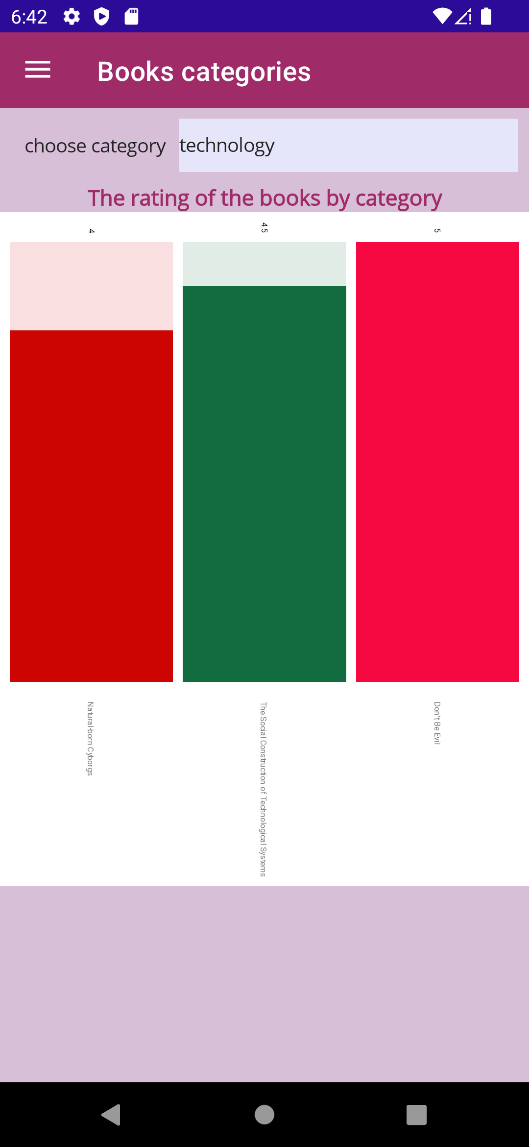 6:42
Books categories
choose category technology
The rating of the books by category
4
4.5
5
Natural-born Cyborgs
The Social Construction of Technological Systems
Don't Be Evil